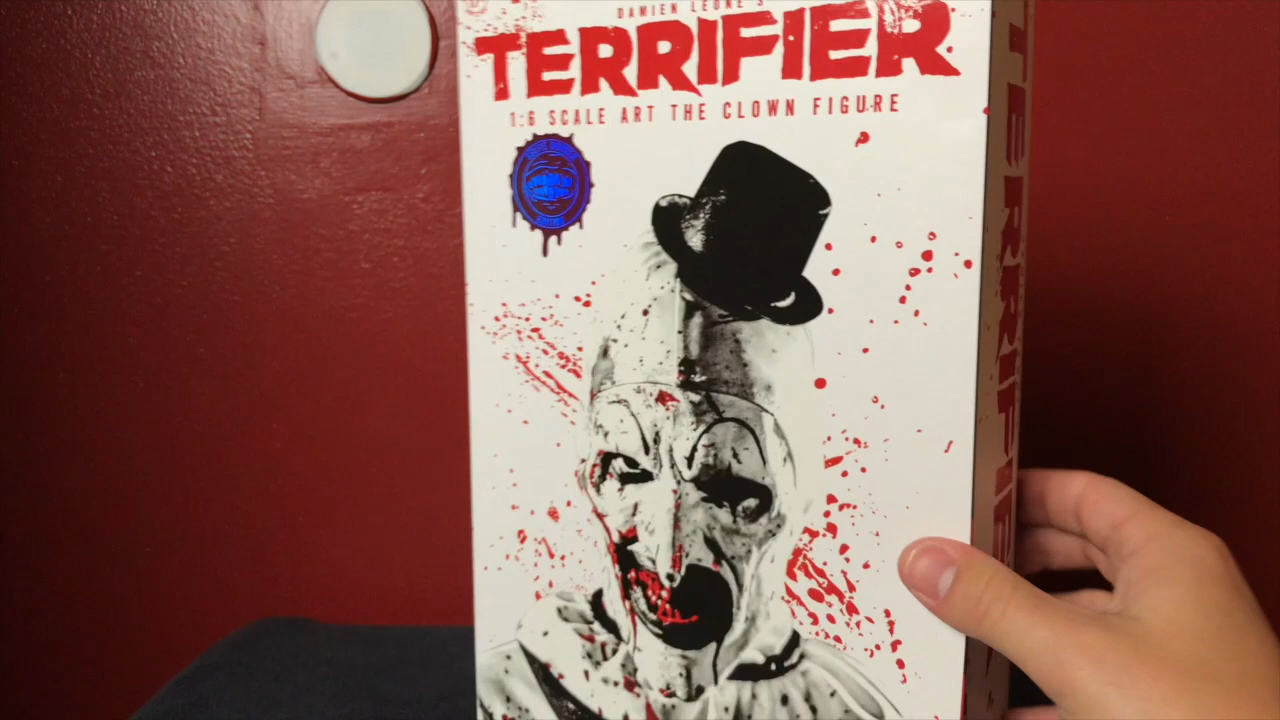 DAMIEN LEONE'S
TERRIFIER
1:6 SCALE ART THE CLOWN FIGURE
TERRIFIER